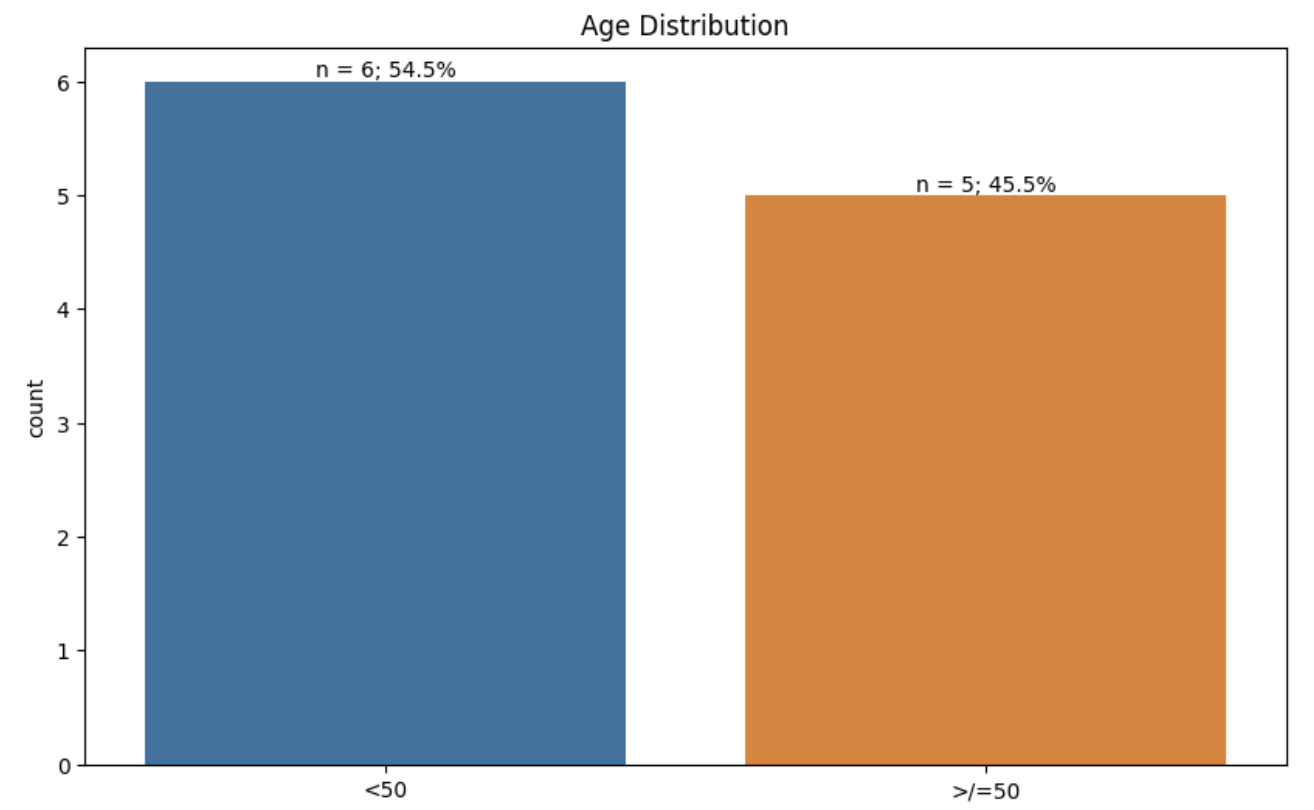 Age Distribution
n = 6; 54.5%
n = 5; 45.5%
count
6
5
4
3
2
1
0
<50
>/=50